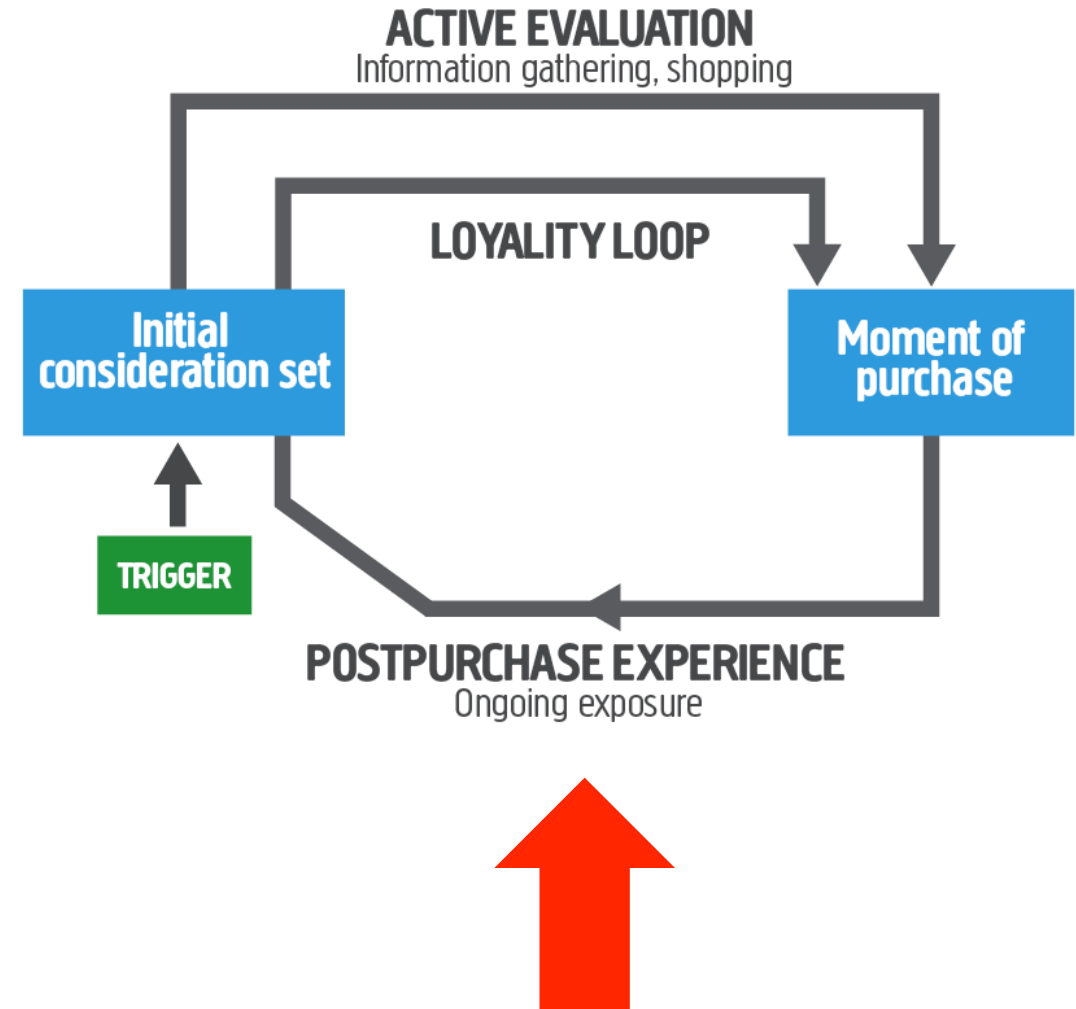 ACTIVE EVALUATION
Information gathering, shopping
LOYALITY LOOP
Initial
consideration set
Moment of
purchase
TRIGGER
POSTPURCHASE EXPERIENCE
Ongoing exposure